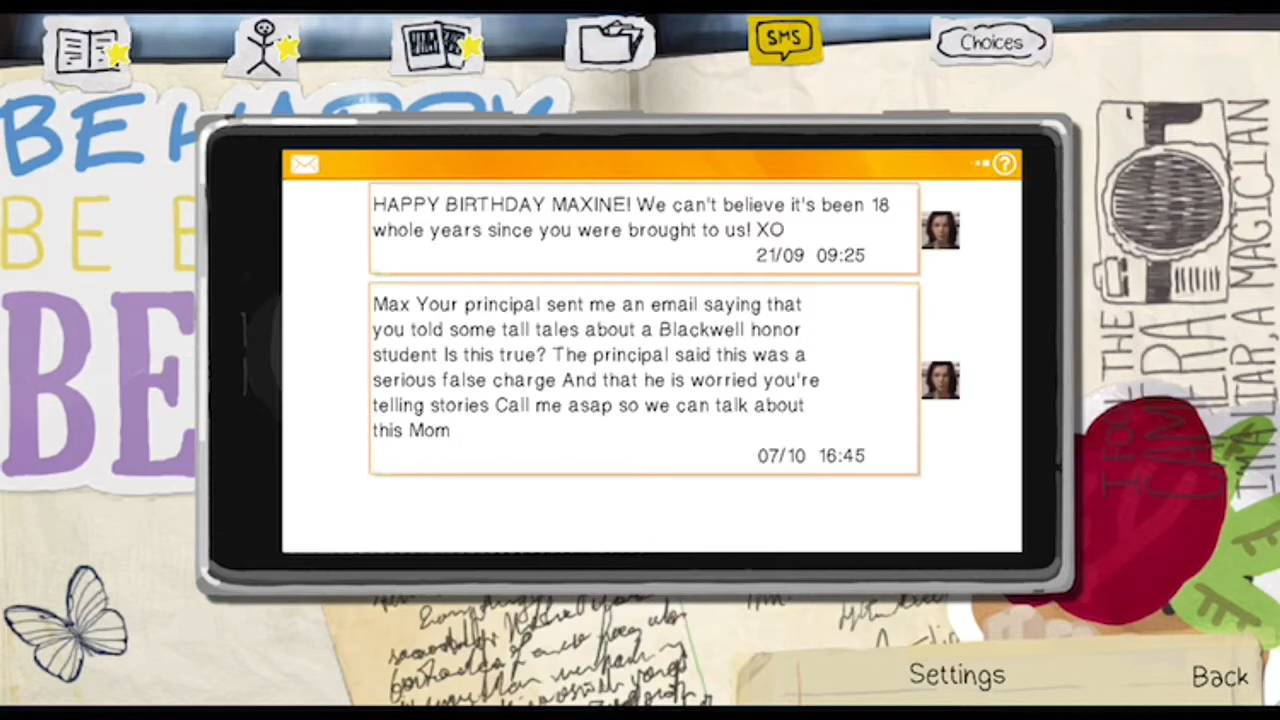 SMS
Choices
BE HAPPY
BE B
BE
HAPPY BIRTHDAY MAXINE! We can't believe it's been 18
whole years since you were brought to us! XO
21/09 09:25
Max Your principal sent me an email saying that
you told some tall tales about a Blackwell honor
student Is this true? The principal said this was a
serious false charge And that he is worried you're
telling stories Call me asap so we can talk about
this Mom
07/10 16:45
?
THE
LIAR, A MAGICIAN
Settings
Back